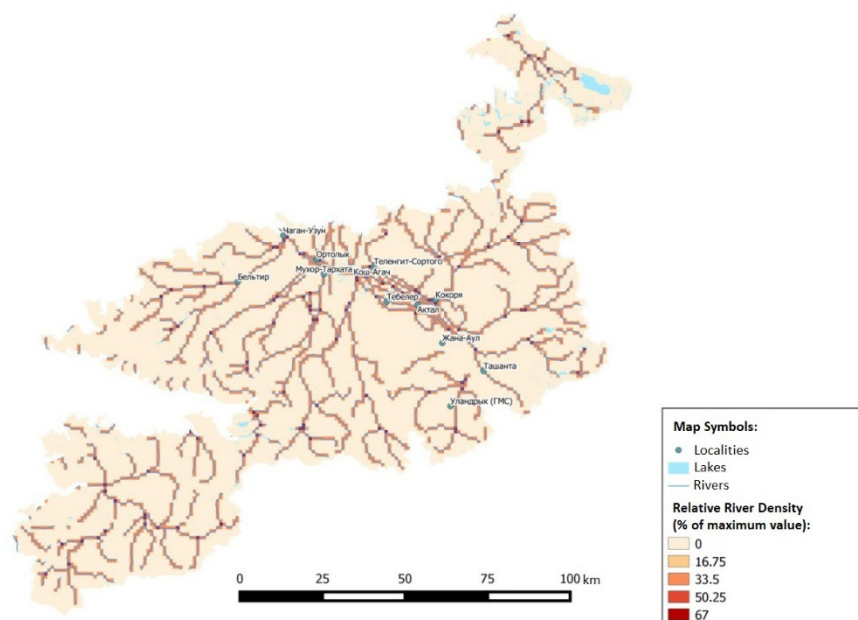 Чаган-Узун
Ортолык
Теленгит-Сортого
Мухор-Тархата
Кош-Агач
Бельтир
Тебелер
Кокоря
Актал
Жана-Аул
Ташанта
Уландрык (ГМС)
Map Symbols:
Localities
Lakes
Rivers
Relative River Density
(% of maximum value):
0
16.75
33.5
50.25
67
0 25 50 75 100 km